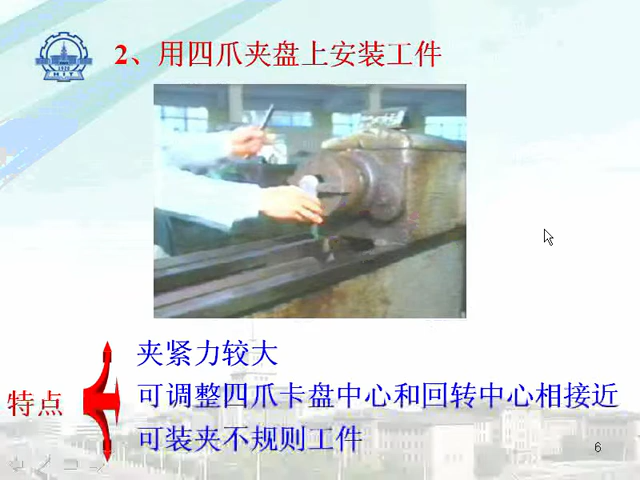 2、用四爪夹盘上安装工件
夹紧力较大
特点
可调整四爪卡盘中心和回转中心相接近
可装夹不规则工件
6